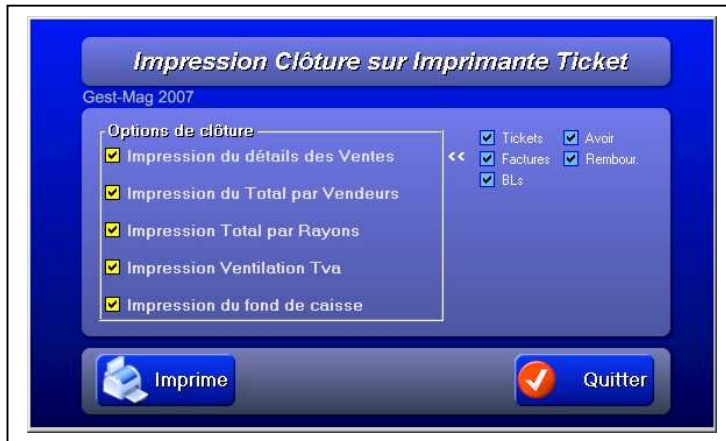 Impression Clôture sur Imprimante Ticket
Gest-Mag 2007
Options de clôture
Impression du détails des Ventes
Impression du Total par Vendeurs
Impression Total par Rayons
Impression Ventilation Tva
Impression du fond de caisse
<< Tickets Avoir
Factures Rembour.
BLs
Imprime
Quitter